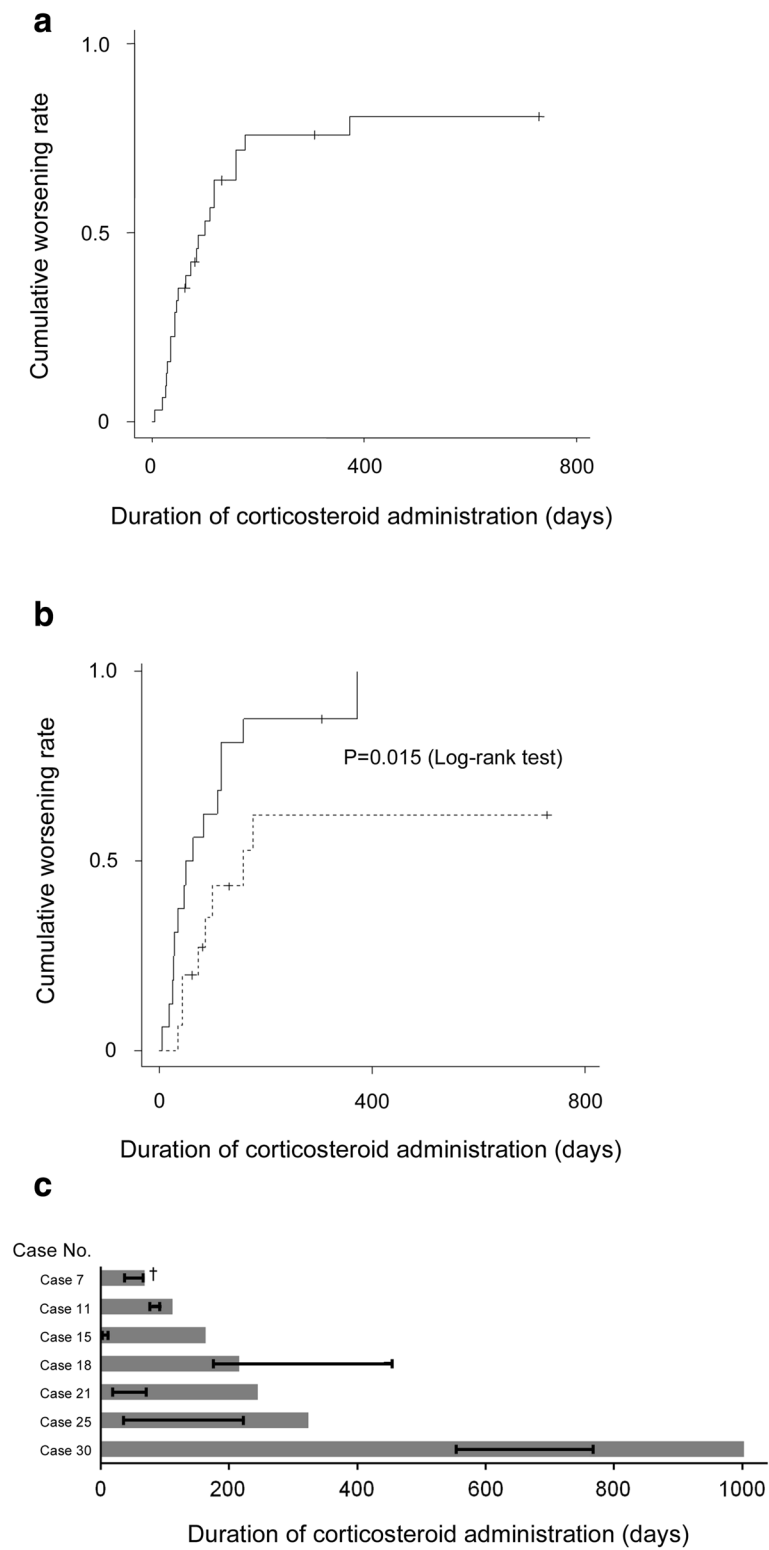 a
Cumulative worsening rate
1.0
0.5
0
0 400 800
Duration of corticosteroid administration (days)
b
Cumulative worsening rate
1.0
0.5
0
P=0.015 (Log-rank test)
0 400 800
Duration of corticosteroid administration (days)
c
Case No.
Case 7 †
Case 11
Case 15
Case 18
Case 21
Case 25
Case 30
0 200 400 600 800 1000
Duration of corticosteroid administration (days)